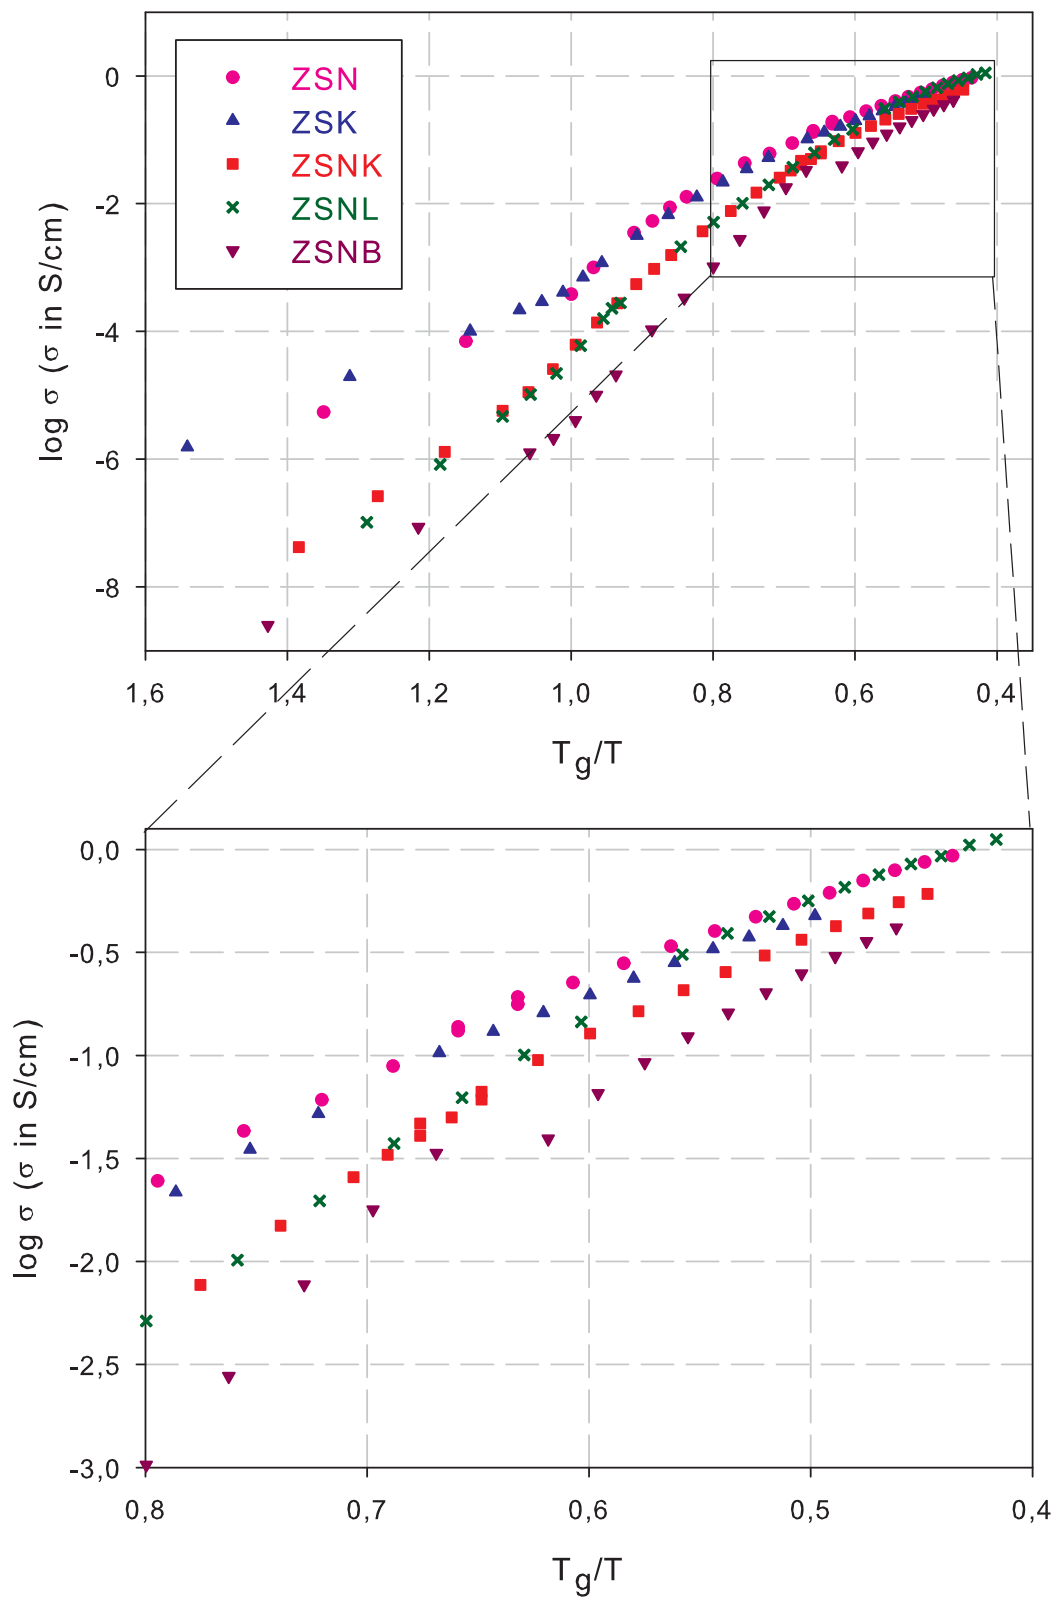 ZSN
ZSK
ZSNK
ZSNL
ZSNB
0
-2
-4
-6
-8
log σ (σ in S/cm)
1,6 1,4 1,2 1,0 0,8 0,6 0,4
Tg/T
0,0
-0,5
-1,0
-1,5
-2,0
-2,5
-3,0
log σ (σ in S/cm)
0,8 0,7 0,6 0,5 0,4
Tg/T